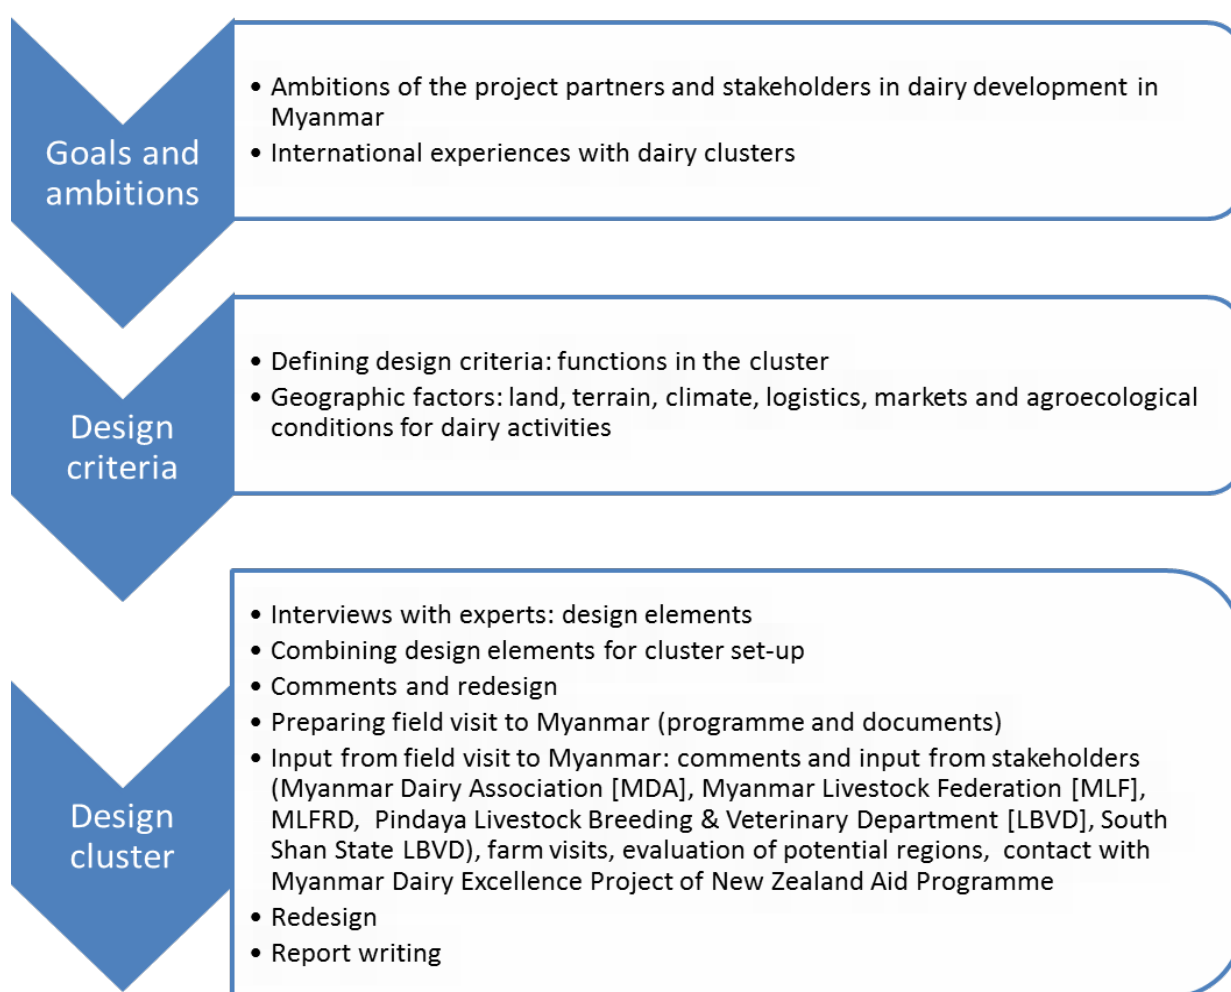 Goals and
ambitions
• Ambitions of the project partners and stakeholders in dairy development in
Myanmar
• International experiences with dairy clusters
Design
criteria
• Defining design criteria: functions in the cluster
• Geographic factors: land, terrain, climate, logistics, markets and agroecological
conditions for dairy activities
Design
cluster
• Interviews with experts: design elements
• Combining design elements for cluster set-up
• Comments and redesign
• Preparing field visit to Myanmar (programme and documents)
• Input from field visit to Myanmar: comments and input from stakeholders
(Myanmar Dairy Association [MDA], Myanmar Livestock Federation [MLF],
MLFRD, Pindaya Livestock Breeding & Veterinary Department [LBVD], South
Shan State LBVD), farm visits, evaluation of potential regions, contact with
Myanmar Dairy Excellence Project of New Zealand Aid Programme
• Redesign
• Report writing